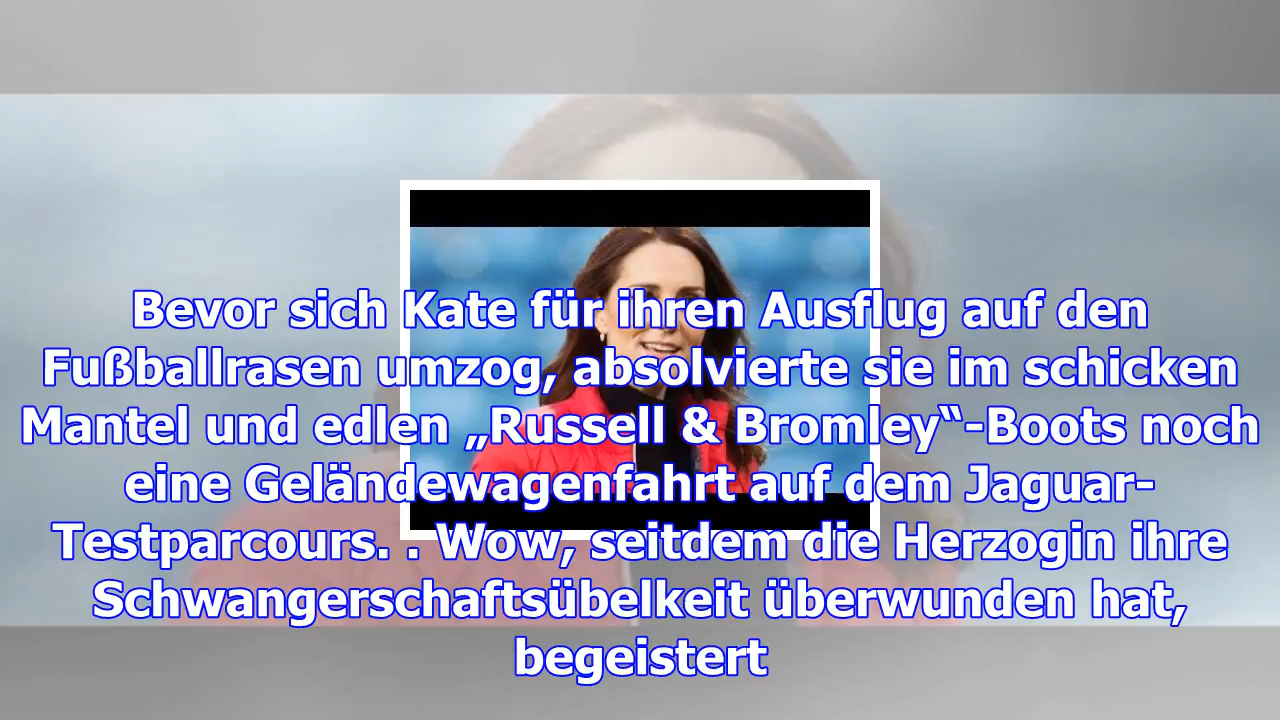 Bevor sich Kate für ihren Ausflug auf den
Fußballrasen umzog, absolvierte sie im schicken
Mantel und edlen „Russell & Bromley“-Boots noch
eine Geländewagenfahrt auf dem Jaguar-
Testparcours. . Wow, seitdem die Herzogin ihre
Schwangerschaftsübelkeit überwunden hat,
begeistert